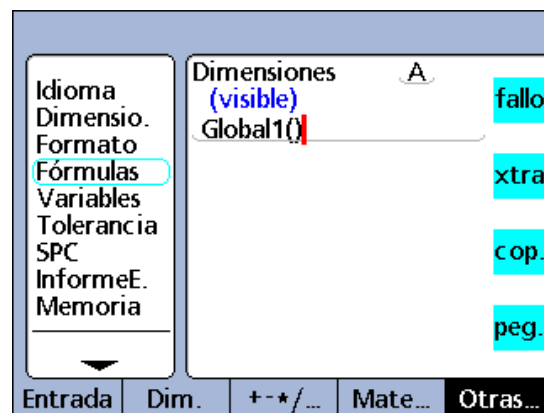 Idioma
Dimensio.
Formato
Fórmulas
Variables
Tolerancia
SPC
InformeE.
Memoria
Dimensiones A
(visible)
Global1()
fallo
xtra
cop.
peg.
Entrada Dim. +-*/... Mate... Otras...